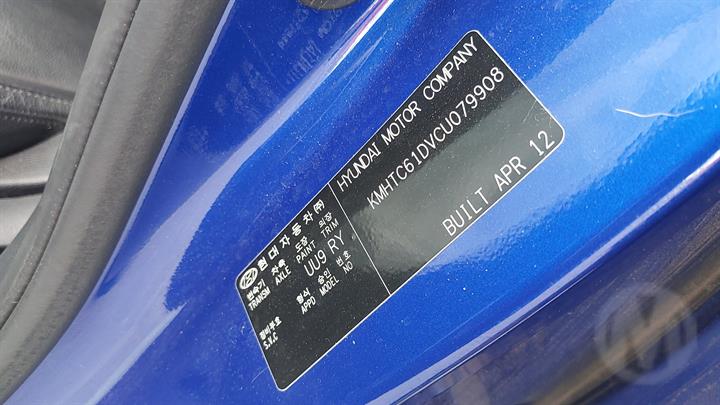 HYUNDAI MOTOR COMPANY
KMHTC61DVCU079908
BUILT APR 12
현대자동차㈜
변속기 차축 도장 외장
TRANSM AXLE PAINT TRIM
UU9 RY
형식 승인 번호
APPD MODEL NO
정비부호
S.V.C
M